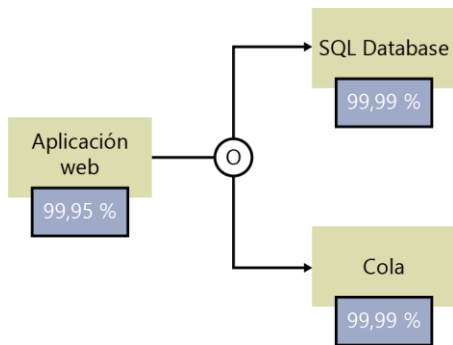 SQL Database
99,99 %
Aplicación
web
99,95 %
O
Cola
99,99 %